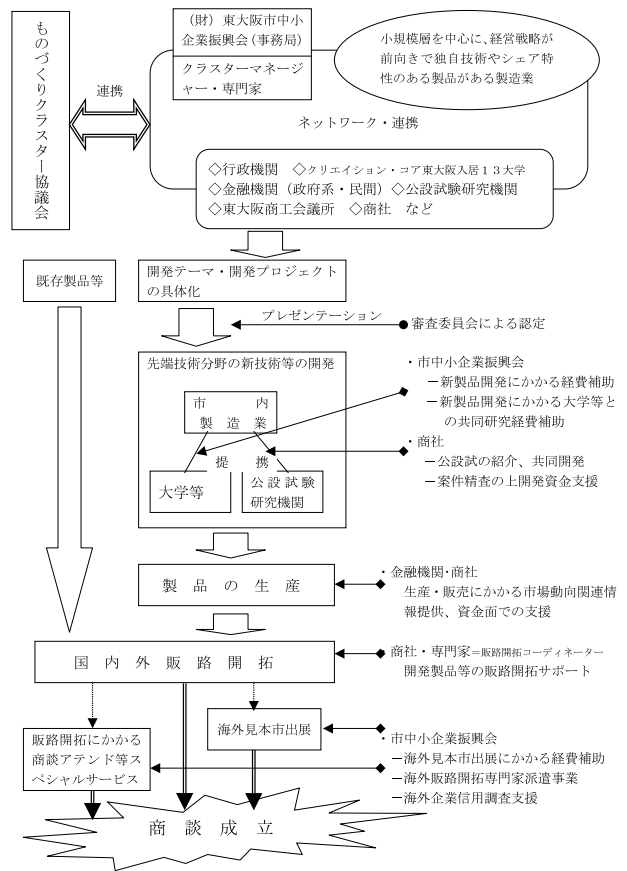 ものづくりクラスター協議会
連携
（財）東大阪市中小
企業振興会（事務局）
クラスターマネージ
ャー・専門家
小規模層を中心に、経営戦略が
前向きで独自技術やシェア特
性のある製品がある製造業
ネットワーク・連携
◇行政機関　◇クリエイション・コア東大阪入居１３大学
◇金融機関（政府系・民間）◇公設試験研究機関
◇東大阪商工会議所　◇商社　など
既存製品等
開発テーマ・開発プロジェクト
の具体化
プレゼンテーション
審査委員会による認定
先端技術分野の新技術等の開発
市　　　内
製　造　業
提　　携
大学等
公設試験
研究機関
・市中小企業振興会
－新製品開発にかかる経費補助
－新製品開発にかかる大学等と
の共同研究経費補助
・商社
－公設試の紹介、共同開発
－案件精査の上開発資金支援
製　品　の　生　産
・金融機関・商社
生産・販売にかかる市場動向関連情
報提供、資金面での支援
国　内　外　販　路　開　拓
・商社・専門家＝販路開拓コーディネーター
開発製品等の販路開拓サポート
販路開拓にかかる
商談アテンド等ス
ペシャルサービス
海外見本市出展
・市中小企業振興会
－海外見本市出展にかかる経費補助
－海外販路開拓専門家派遣事業
－海外企業信用調査支援
商　談　成　立